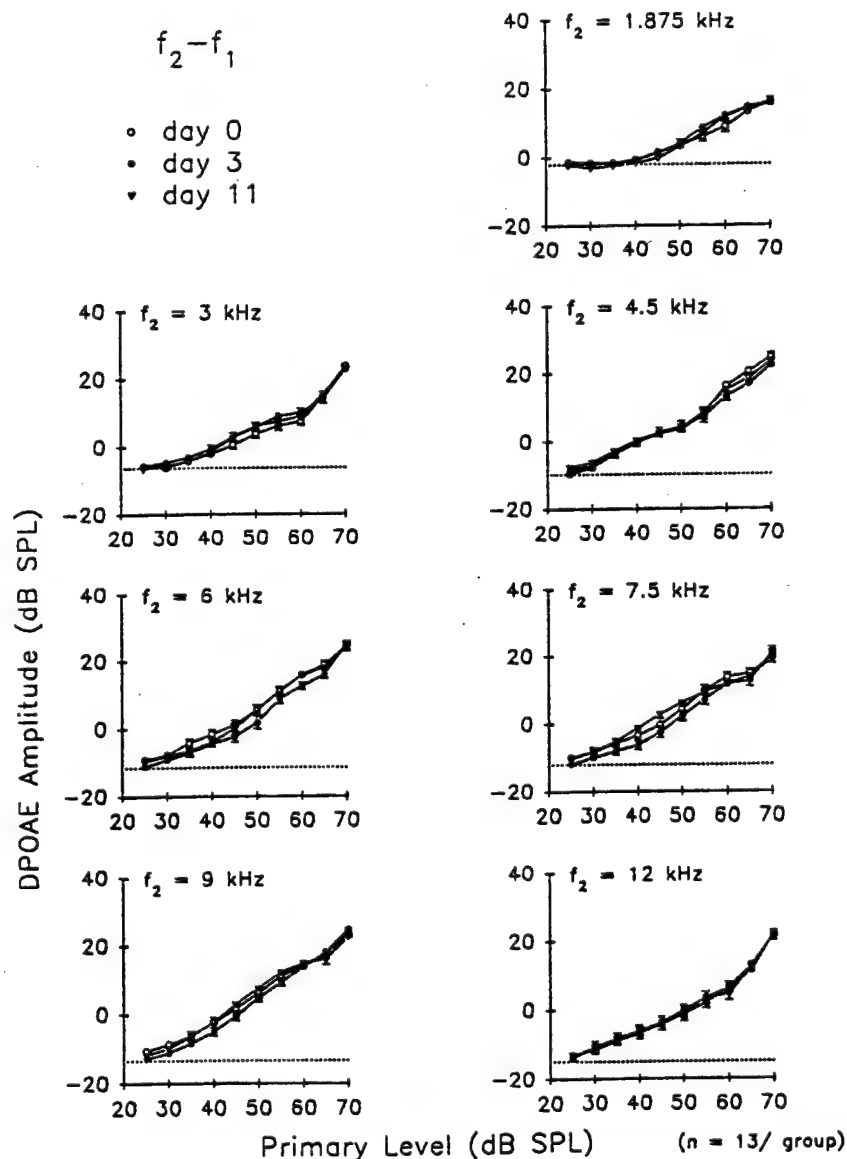 f2−f1
○ day 0
● day 3
▼ day 11
f2 = 1.875 kHz
40
20
0
−20
20 30 40 50 60 70
f2 = 3 kHz
40
20
0
−20
20 30 40 50 60 70
f2 = 4.5 kHz
40
20
0
−20
20 30 40 50 60 70
f2 = 6 kHz
40
20
0
−20
20 30 40 50 60 70
f2 = 7.5 kHz
40
20
0
−20
20 30 40 50 60 70
f2 = 9 kHz
40
20
0
−20
20 30 40 50 60 70
f2 = 12 kHz
40
20
0
−20
20 30 40 50 60 70
DPOAE Amplitude (dB SPL)
Primary Level (dB SPL)
(n = 13/ group)